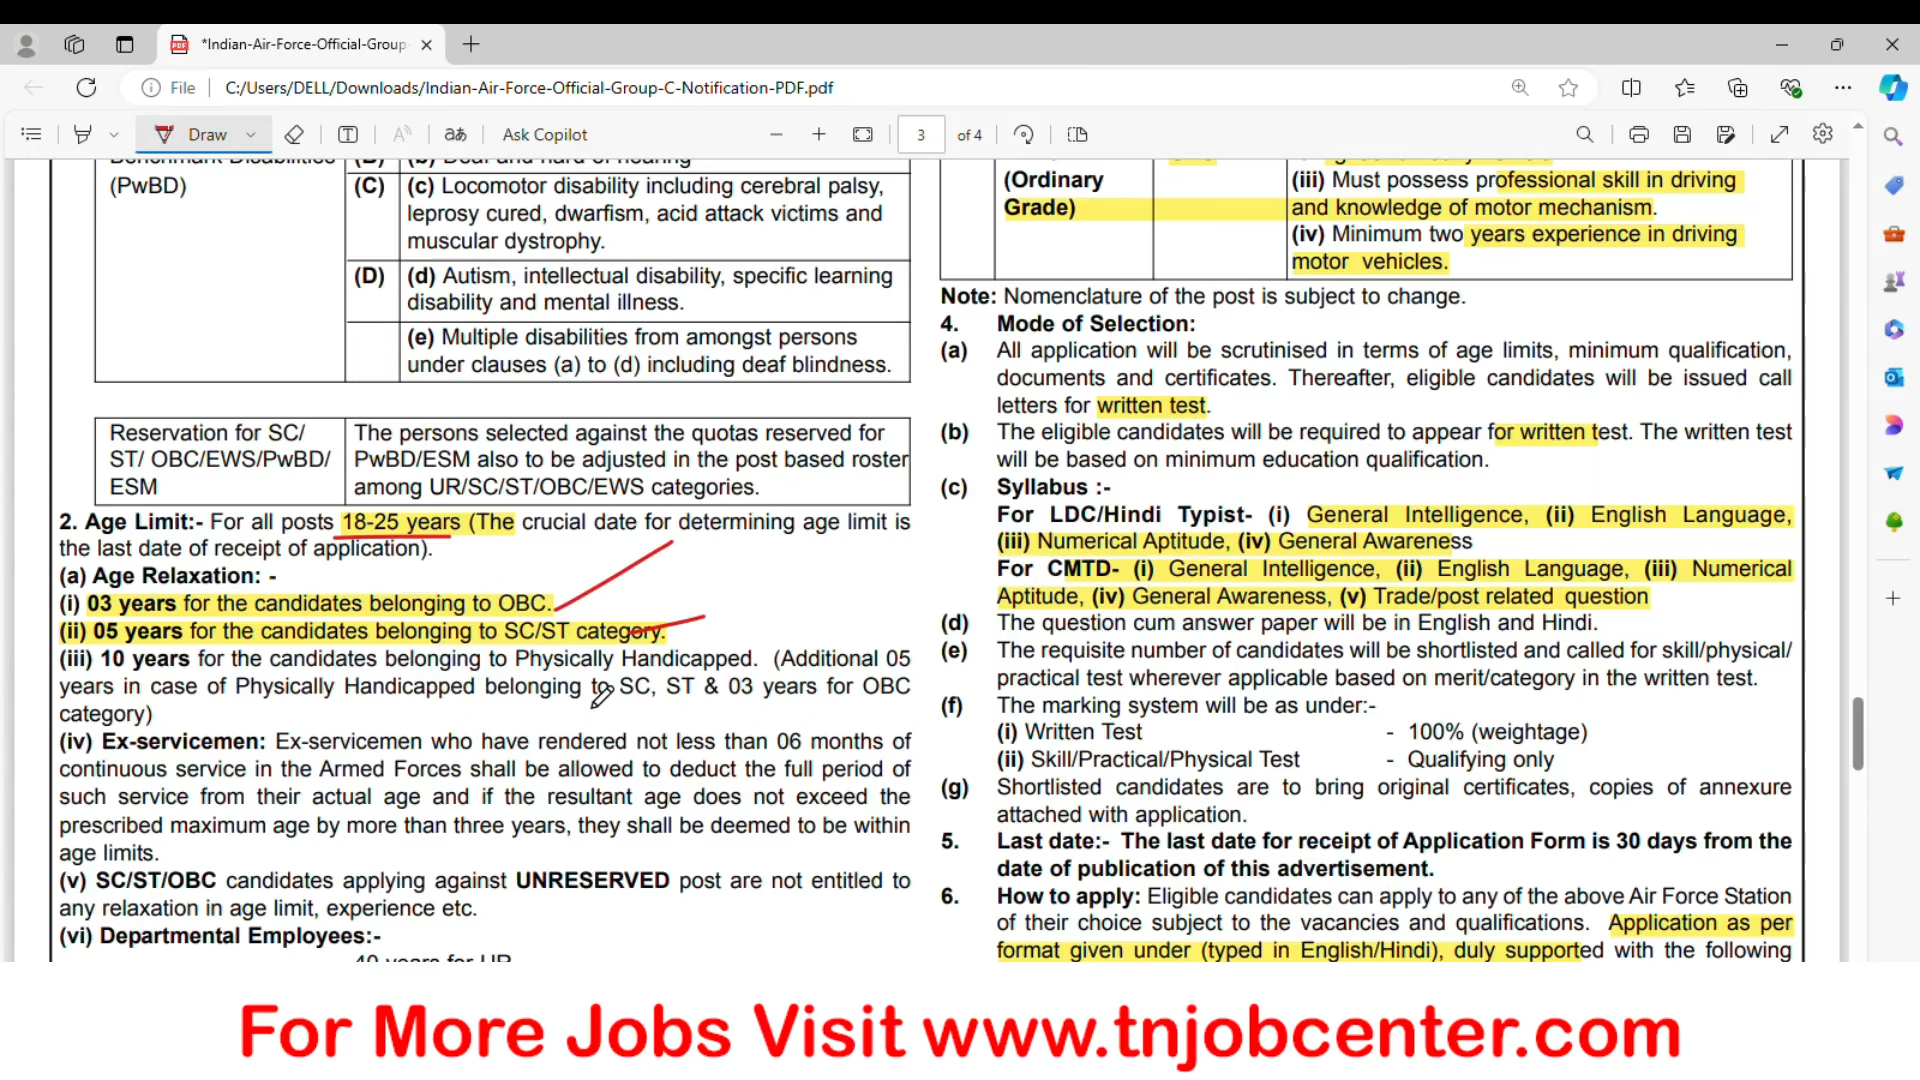 *Indian-Air-Force-Official-Group-
File
C:/Users/DELL/Downloads/Indian-Air-Force-Official-Group-C-Notification-PDF.pdf
Draw
Ask Copilot
3 of 4
Benchmark Disabilities
(PwBD)
(B) (b) Deaf and hard of hearing
(C) (c) Locomotor disability including cerebral palsy,
leprosy cured, dwarfism, acid attack victims and
muscular dystrophy.
(D) (d) Autism, intellectual disability, specific learning
disability and mental illness.
(e) Multiple disabilities from amongst persons
under clauses (a) to (d) including deaf blindness.
Reservation for SC/
ST/ OBC/EWS/PwBD/
ESM
The persons selected against the quotas reserved for
PwBD/ESM also to be adjusted in the post based roster
among UR/SC/ST/OBC/EWS categories.
2. Age Limit:- For all posts 18-25 years (The crucial date for determining age limit is
the last date of receipt of application).
(a) Age Relaxation: -
(i) 03 years for the candidates belonging to OBC.
(ii) 05 years for the candidates belonging to SC/ST category.
(iii) 10 years for the candidates belonging to Physically Handicapped. (Additional 05
years in case of Physically Handicapped belonging to SC, ST & 03 years for OBC
category)
(iv) Ex-servicemen: Ex-servicemen who have rendered not less than 06 months of
continuous service in the Armed Forces shall be allowed to deduct the full period of
such service from their actual age and if the resultant age does not exceed the
prescribed maximum age by more than three years, they shall be deemed to be within
age limits.
(v) SC/ST/OBC candidates applying against UNRESERVED post are not entitled to
any relaxation in age limit, experience etc.
(vi) Departmental Employees:-
40 years for UR
(Ordinary
Grade)
(iii) Must possess professional skill in driving
and knowledge of motor mechanism.
(iv) Minimum two years experience in driving
motor vehicles.
Note: Nomenclature of the post is subject to change.
4. Mode of Selection:
(a) All application will be scrutinised in terms of age limits, minimum qualification,
documents and certificates. Thereafter, eligible candidates will be issued call
letters for written test.
(b) The eligible candidates will be required to appear for written test. The written test
will be based on minimum education qualification.
(c) Syllabus :-
For LDC/Hindi Typist- (i) General Intelligence, (ii) English Language,
(iii) Numerical Aptitude, (iv) General Awareness
For CMTD- (i) General Intelligence, (ii) English Language, (iii) Numerical
Aptitude, (iv) General Awareness, (v) Trade/post related question
(d) The question cum answer paper will be in English and Hindi.
(e) The requisite number of candidates will be shortlisted and called for skill/physical/
practical test wherever applicable based on merit/category in the written test.
(f) The marking system will be as under:-
(i) Written Test - 100% (weightage)
(ii) Skill/Practical/Physical Test - Qualifying only
(g) Shortlisted candidates are to bring original certificates, copies of annexure
attached with application.
5. Last date:- The last date for receipt of Application Form is 30 days from the
date of publication of this advertisement.
6. How to apply: Eligible candidates can apply to any of the above Air Force Station
of their choice subject to the vacancies and qualifications. Application as per
format given under (typed in English/Hindi), duly supported with the following
For More Jobs Visit www.tnjobcenter.com